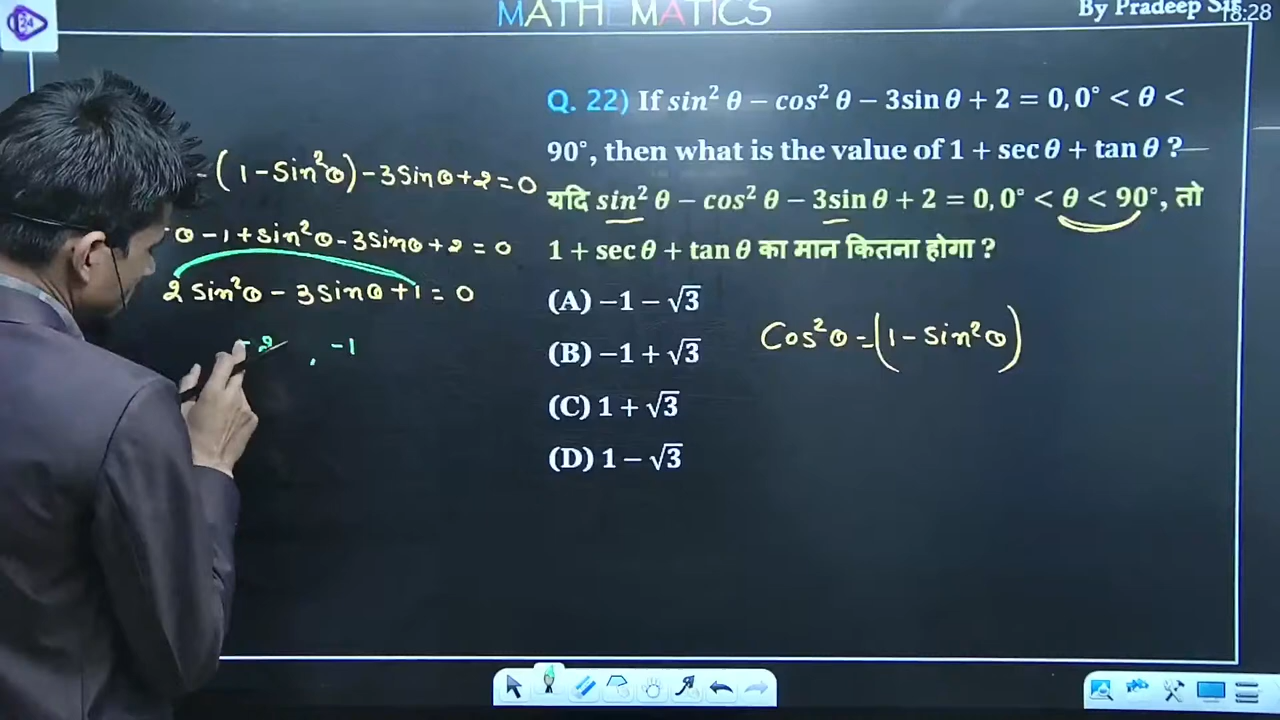 MATHEMATICS
By Pradeep Sir
18:28
24
Q. 22) If sin² θ − cos² θ − 3sin θ + 2 = 0, 0° < θ <
90°, then what is the value of 1 + sec θ + tan θ ?
यदि sin² θ − cos² θ − 3sin θ + 2 = 0, 0° < θ < 90°, तो
1 + sec θ + tan θ का मान कितना होगा ?
(A) −1 − √3
(B) −1 + √3
(C) 1 + √3
(D) 1 − √3
-(1-Sin²θ)-3Sinθ+2=0
θ-1+sin²θ-3sinθ+2=0
2sin²θ-3sinθ+1=0
-2, -1
Cos²θ=(1-Sin²θ)